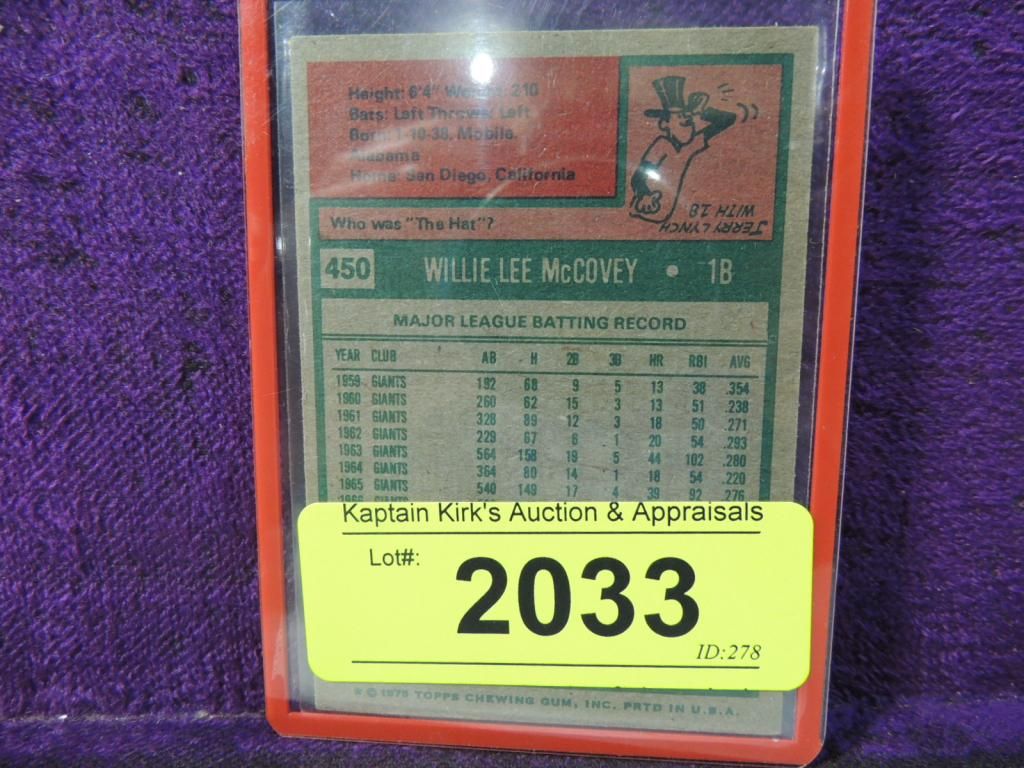 Height: 6'4" Weight: 210
Bats: Left Throws: Left
Born: 1-10-38, Mobile,
Alabama
Home: San Diego, California
Who was "The Hat"?
JERRY LYNCH
WITH 18
450 WILLIE LEE McCOVEY • 1B
MAJOR LEAGUE BATTING RECORD
YEAR CLUB AB H 2B 3B HR RBI AVG
1959 GIANTS 192 68 9 5 13 38 .354
1960 GIANTS 260 62 15 3 13 51 .238
1961 GIANTS 328 89 12 3 18 50 .271
1962 GIANTS 229 67 6 1 20 54 .293
1963 GIANTS 564 158 19 5 44 102 .280
1964 GIANTS 364 80 14 1 18 54 .220
1965 GIANTS 540 149 17 4 39 92 .276
1966 GIANTS
Kaptain Kirk's Auction & Appraisals
Lot#: 2033
ID:278
© 1975 TOPPS CHEWING GUM, INC. PRTD IN U.S.A.